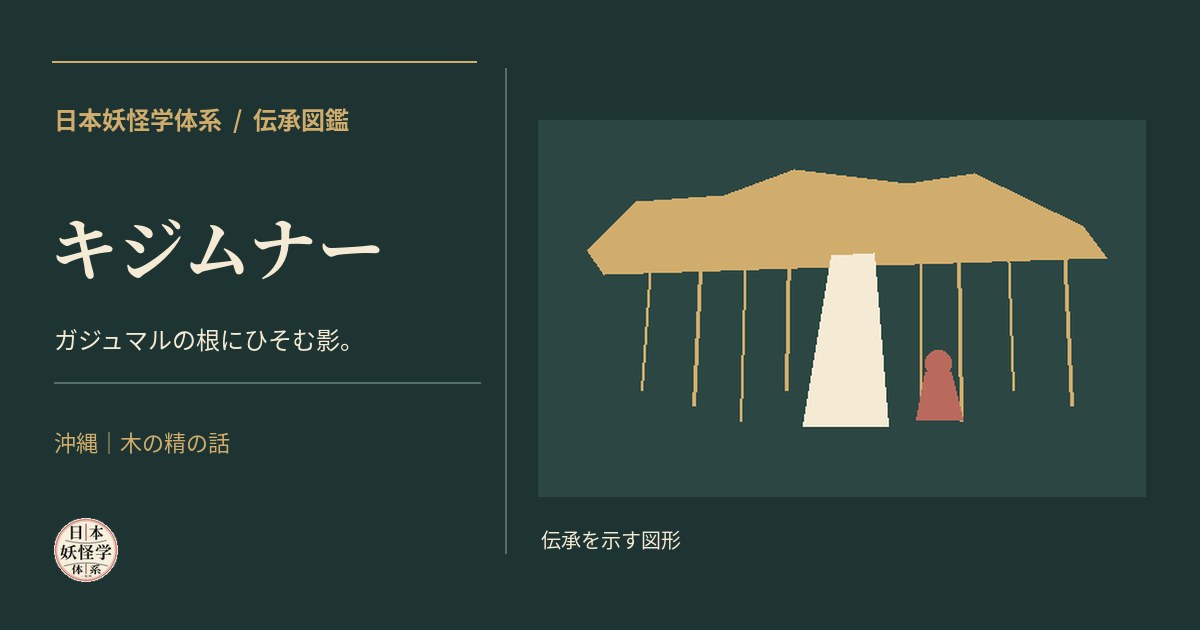 日本妖怪学体系 / 伝承図鑑
キジムナー
ガジュマルの根にひそむ影。
沖縄｜木の精の話
日本
妖怪学
体系
伝承を示す図形